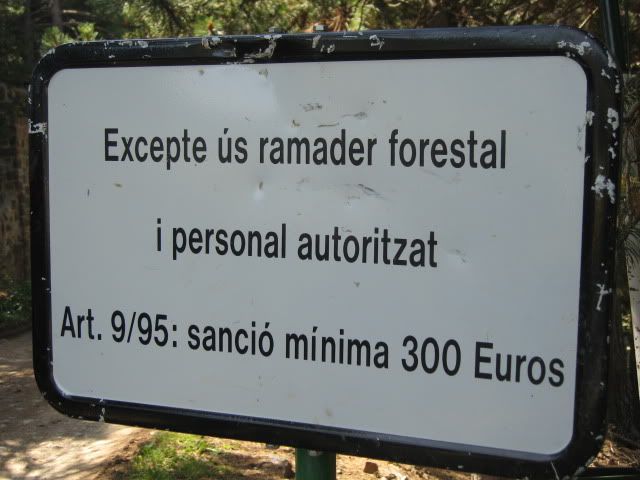 Excepte ús ramader forestal
i personal autoritzat
Art. 9/95: sanció mínima 300 Euros